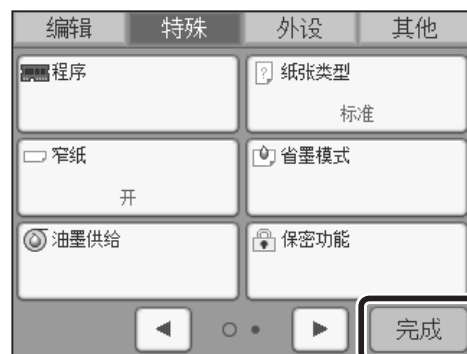 编辑 特殊 外设 其他
程序 纸张类型
标准
窄纸 省墨模式
开
油墨供给 保密功能
完成